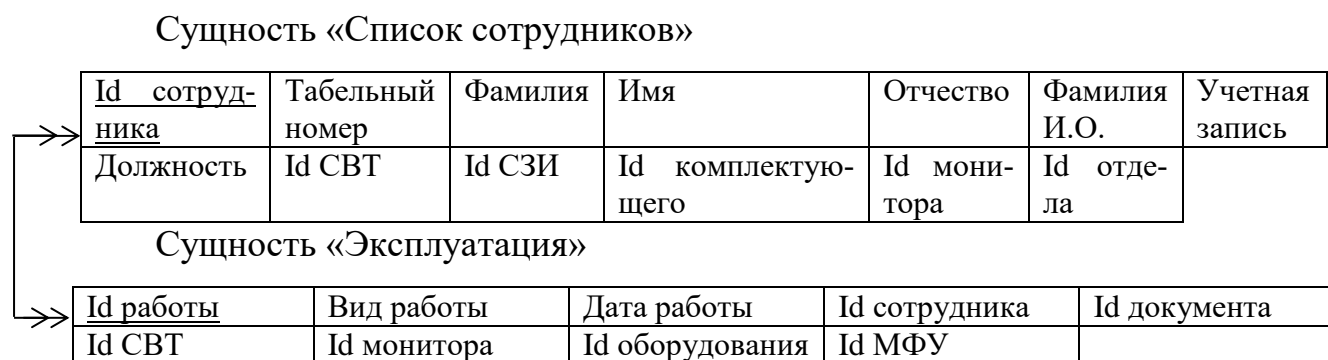 Сущность «Список сотрудников»
Id сотруд- Табельный Фамилия Имя Отчество Фамилия Учетная
ника номер И.О. запись
Должность Id СВТ Id СЗИ Id комплектую- Id мони- Id отде-
щего тора ла
Сущность «Эксплуатация»
Id работы Вид работы Дата работы Id сотрудника Id документа
Id СВТ Id монитора Id оборудования Id МФУ